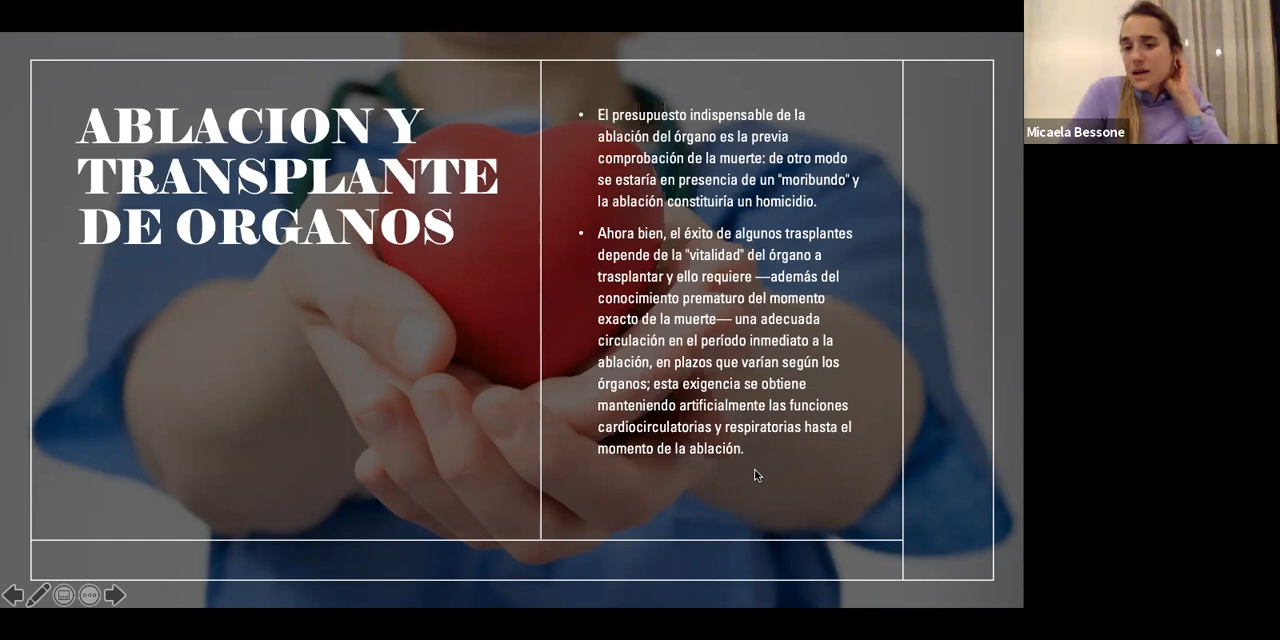 ABLACION Y
TRANSPLANTE
DE ORGANOS
• El presupuesto indispensable de la
ablación del órgano es la previa
comprobación de la muerte: de otro modo
se estaría en presencia de un "moribundo" y
la ablación constituiría un homicidio.
• Ahora bien, el éxito de algunos trasplantes
depende de la "vitalidad" del órgano a
trasplantar y ello requiere —además del
conocimiento prematuro del momento
exacto de la muerte— una adecuada
circulación en el período inmediato a la
ablación, en plazos que varían según los
órganos; esta exigencia se obtiene
manteniendo artificialmente las funciones
cardiocirculatorias y respiratorias hasta el
momento de la ablación.
Micaela Bessone